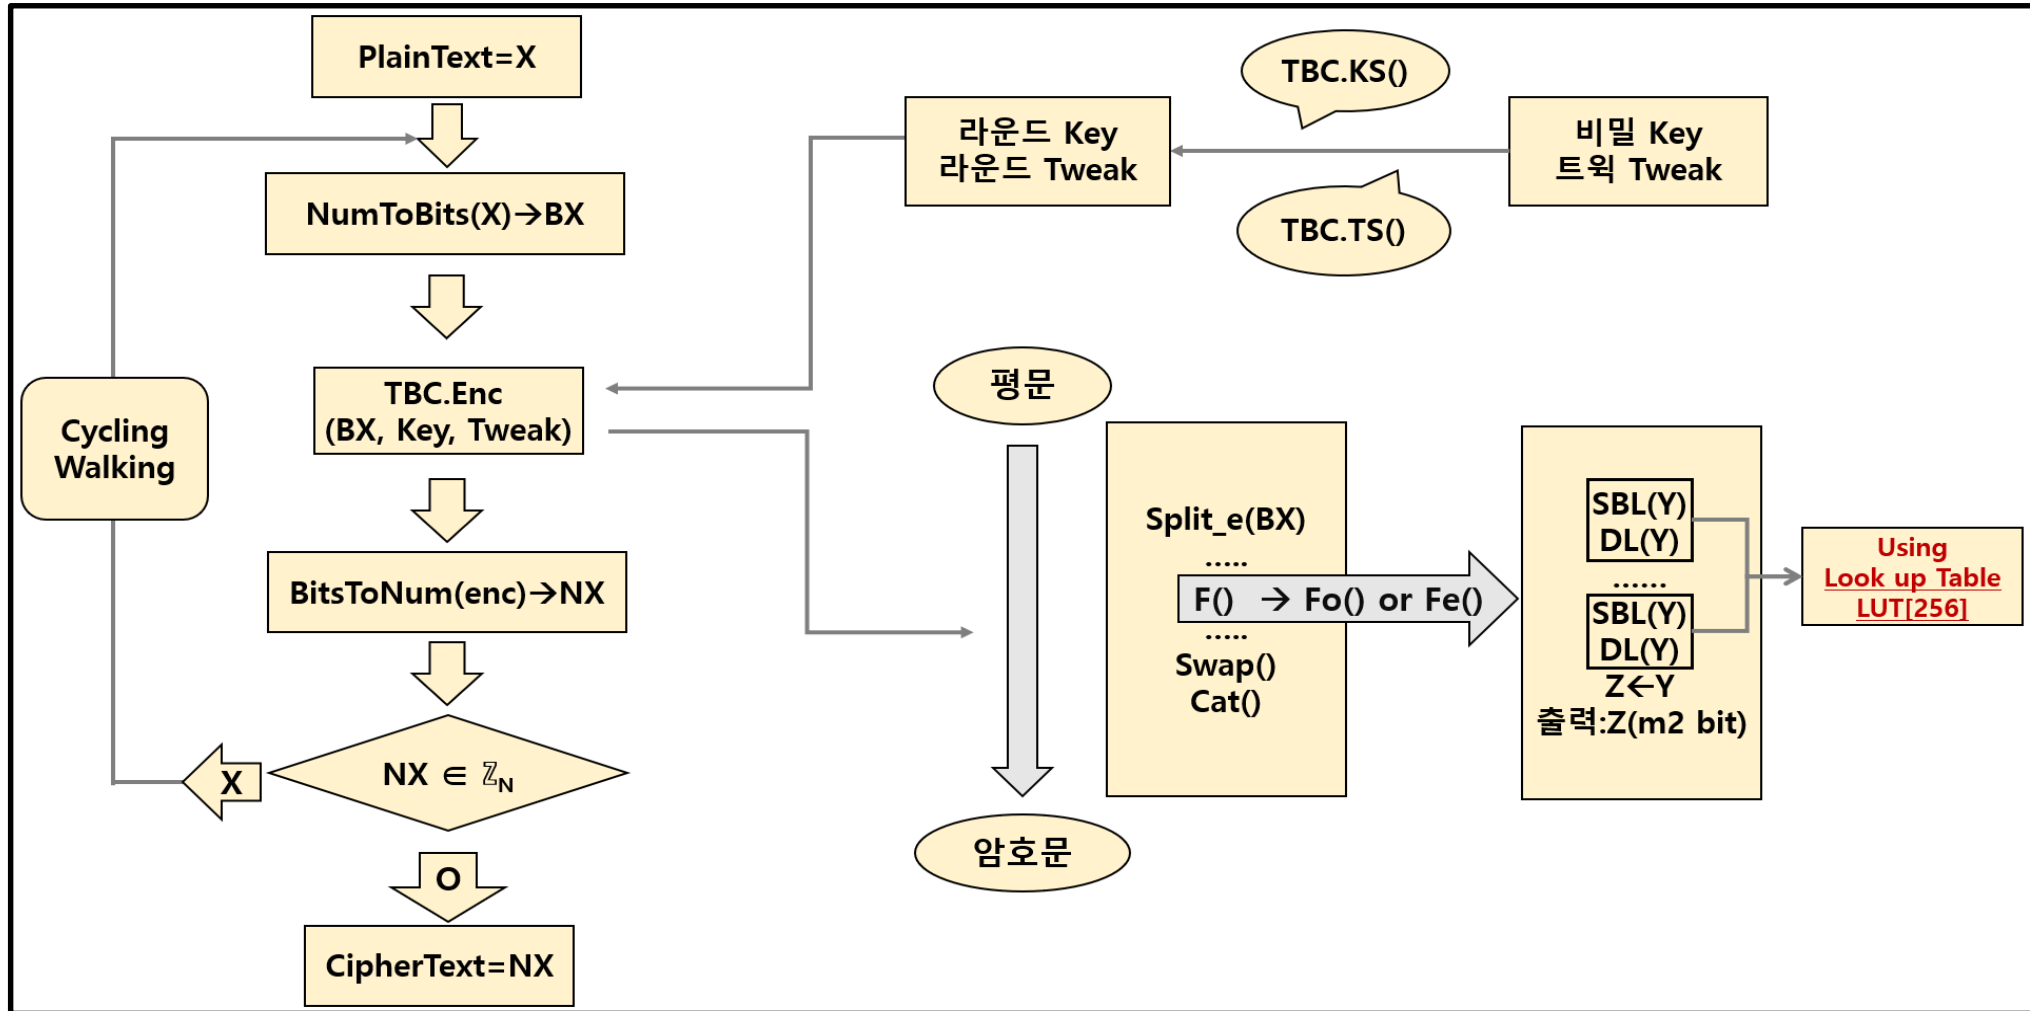 PlainText=X
NumToBits(X)→BX
TBC.Enc
(BX, Key, Tweak)
Cycling
Walking
BitsToNum(enc)→NX
NX ∈ ℤN
X
O
CipherText=NX
라운드 Key
라운드 Tweak
TBC.KS()
TBC.TS()
비밀 Key
트윅 Tweak
평문
암호문
Split_e(BX)
.....
F() → Fo() or Fe()
.....
Swap()
Cat()
SBL(Y)
DL(Y)
......
SBL(Y)
DL(Y)
Z←Y
출력:Z(m2 bit)
Using
Look up Table
LUT[256]